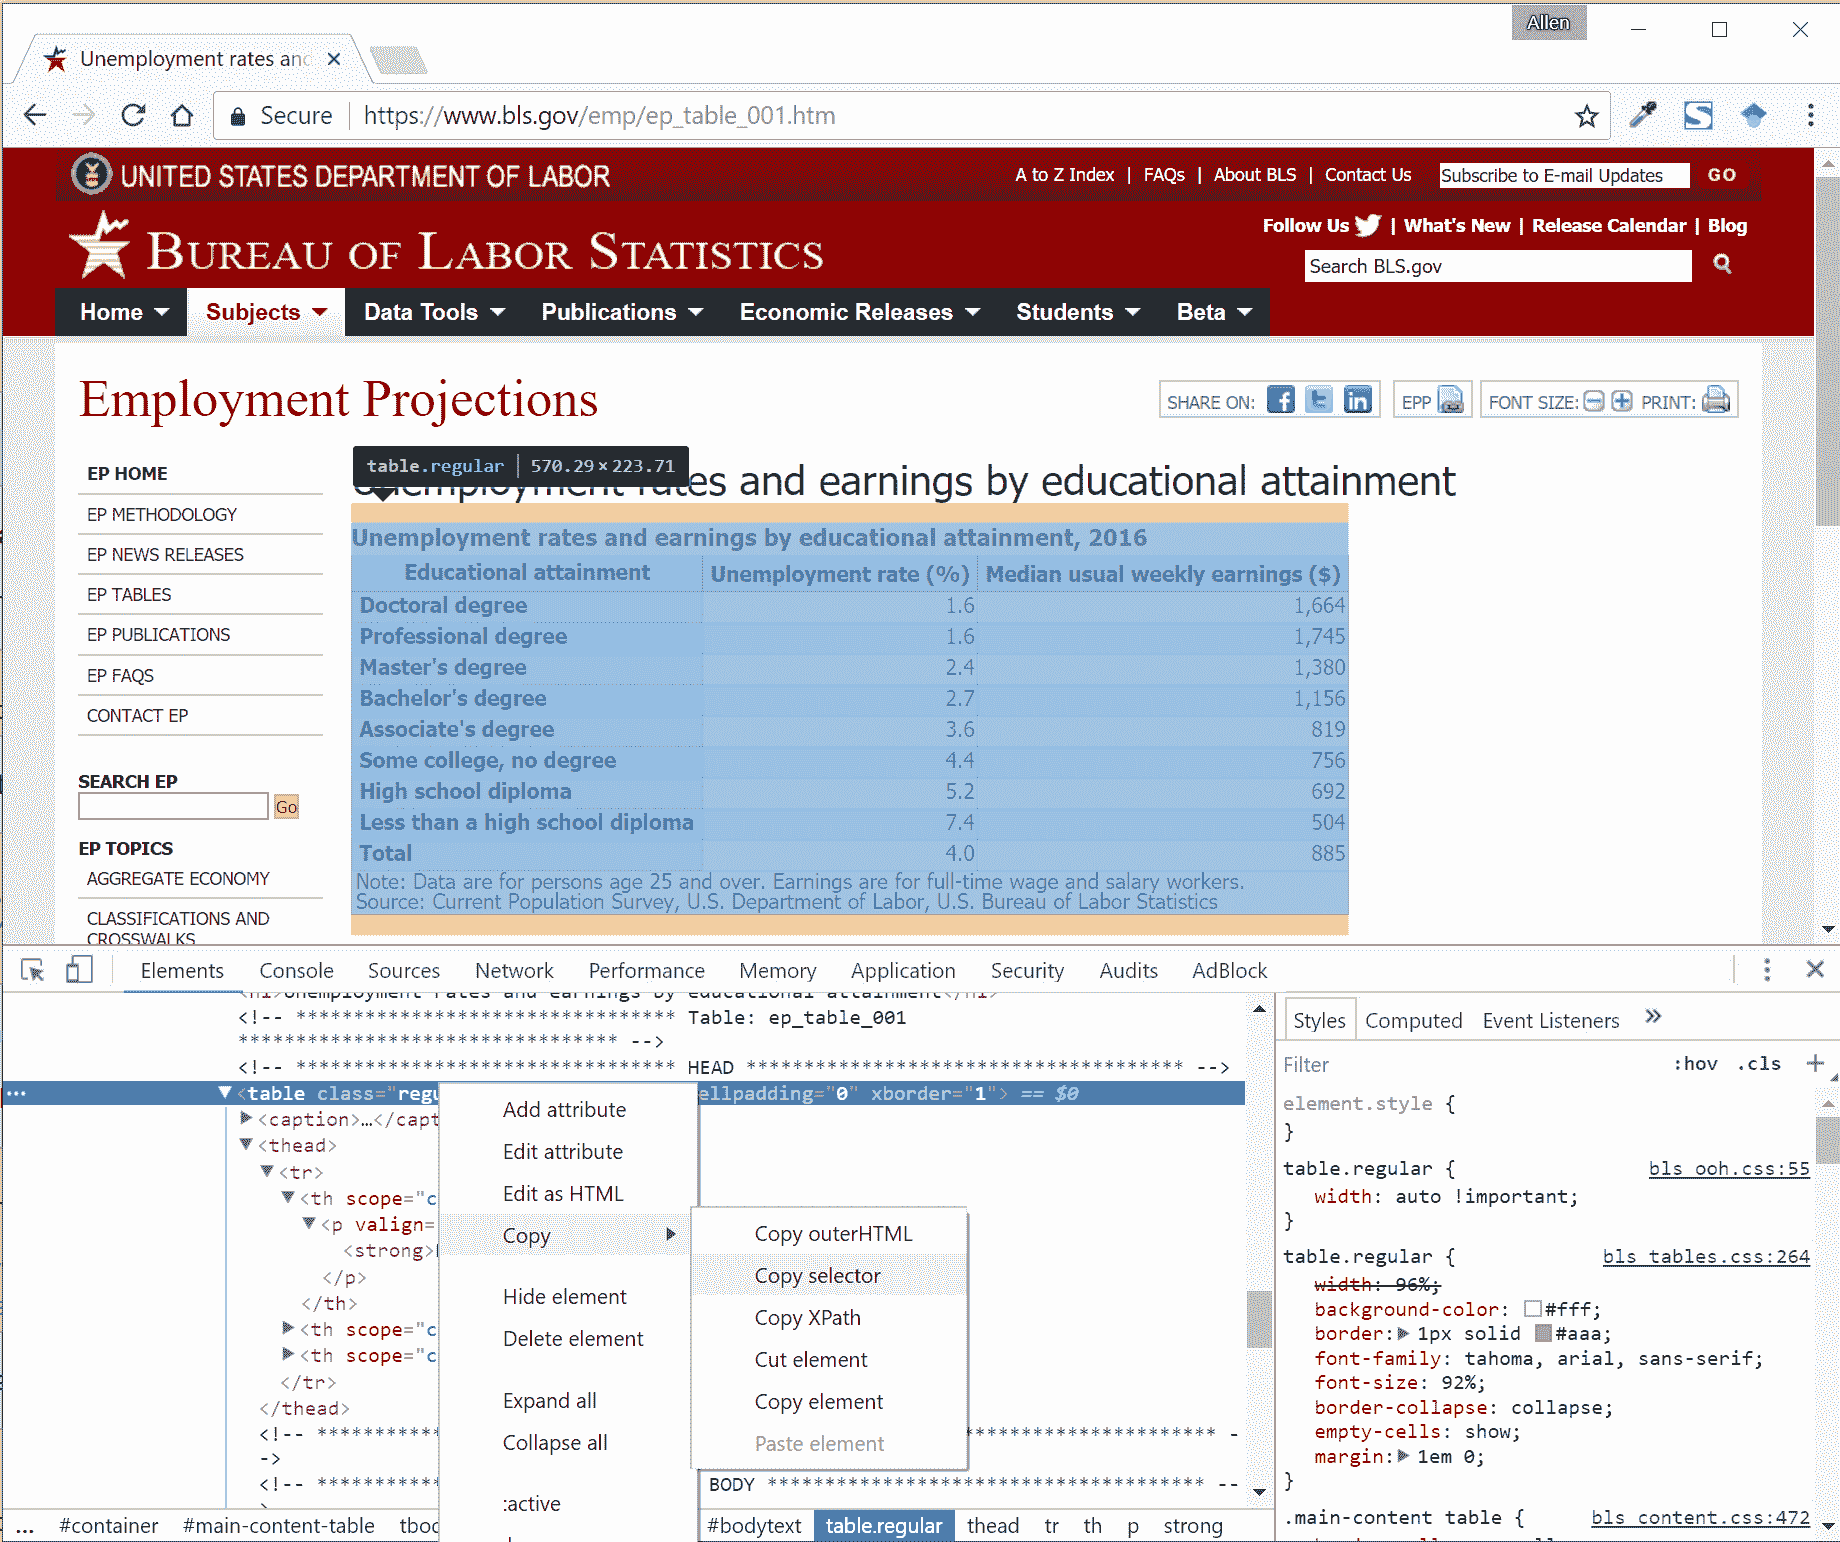 Allen
Unemployment rates and
Secure https://www.bls.gov/emp/ep_table_001.htm
UNITED STATES DEPARTMENT OF LABOR
A to Z Index | FAQs | About BLS | Contact Us Subscribe to E-mail Updates GO
Follow Us | What's New | Release Calendar | Blog
BUREAU OF LABOR STATISTICS
Search BLS.gov
Home Subjects Data Tools Publications Economic Releases Students Beta
Employment Projections
SHARE ON: EPP FONT SIZE: PRINT:
EP HOME
EP METHODOLOGY
EP NEWS RELEASES
EP TABLES
EP PUBLICATIONS
EP FAQS
CONTACT EP
SEARCH EP
Go
EP TOPICS
AGGREGATE ECONOMY
CLASSIFICATIONS AND
CROSSWALKS
table.regular | 570.29×223.71
Unemployment rates and earnings by educational attainment
Unemployment rates and earnings by educational attainment, 2016
Educational attainment Unemployment rate (%) Median usual weekly earnings ($)
Doctoral degree 1.6 1,664
Professional degree 1.6 1,745
Master's degree 2.4 1,380
Bachelor's degree 2.7 1,156
Associate's degree 3.6 819
Some college, no degree 4.4 756
High school diploma 5.2 692
Less than a high school diploma 7.4 504
Total 4.0 885
Note: Data are for persons age 25 and over. Earnings are for full-time wage and salary workers.
Source: Current Population Survey, U.S. Department of Labor, U.S. Bureau of Labor Statistics
Elements Console Sources Network Performance Memory Application Security Audits AdBlock
<h1>Unemployment rates and earnings by educational attainment</h1>
<!-- ******************************** Table: ep_table_001
******************************** -->
<!-- ******************************** HEAD ************************************* -->
... <table class="regu ellpadding="0" xborder="1"> == $0
<caption>…</capt
<thead>
<tr>
<th scope="c
<p valign=
<strong>
</p>
</th>
<th scope="c
<th scope="c
</tr>
</thead>
<!-- *********** ********************* -
->
<!-- *********** BODY ************************************* --
Add attribute
Edit attribute
Edit as HTML
Copy
Hide element
Delete element
Expand all
Collapse all
:active
Copy outerHTML
Copy selector
Copy XPath
Cut element
Copy element
Paste element
... #container #main-content-table tboc #bodytext table.regular thead tr th p strong
Styles Computed Event Listeners »
Filter :hov .cls +
element.style {
}
table.regular { bls_ooh.css:55
width: auto !important;
}
table.regular { bls_tables.css:264
width: 96%;
background-color: #fff;
border: 1px solid #aaa;
font-family: tahoma, arial, sans-serif;
font-size: 92%;
border-collapse: collapse;
empty-cells: show;
margin: 1em 0;
}
.main-content table { bls_content.css:472